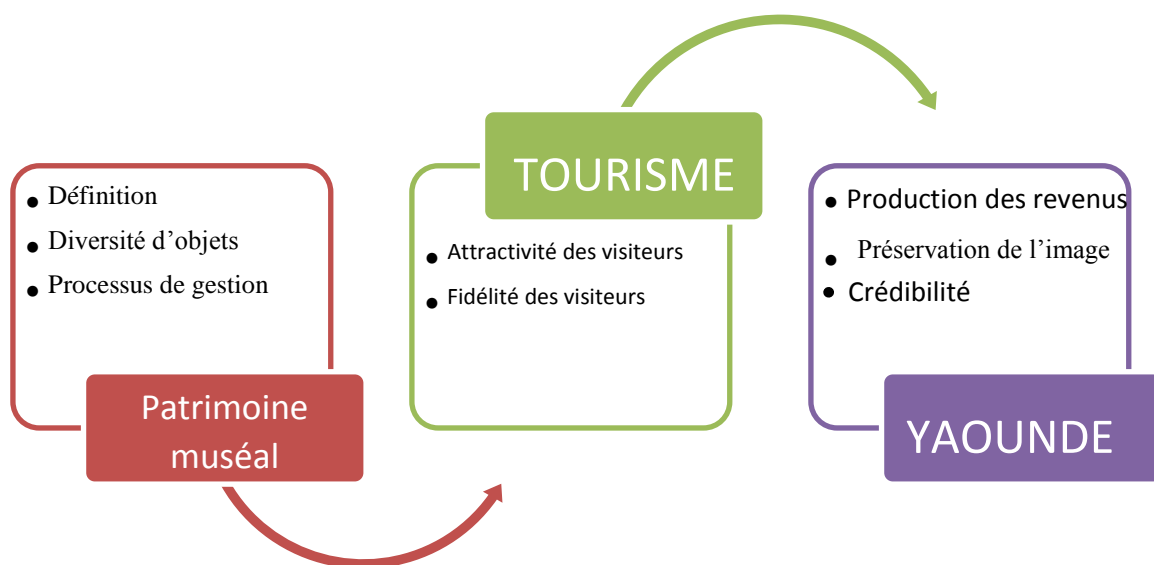 Définition
Diversité d’objets
Processus de gestion
Patrimoine
muséal
TOURISME
Attractivité des visiteurs
Fidélité des visiteurs
Production des revenus
Préservation de l’image
Crédibilité
YAOUNDE